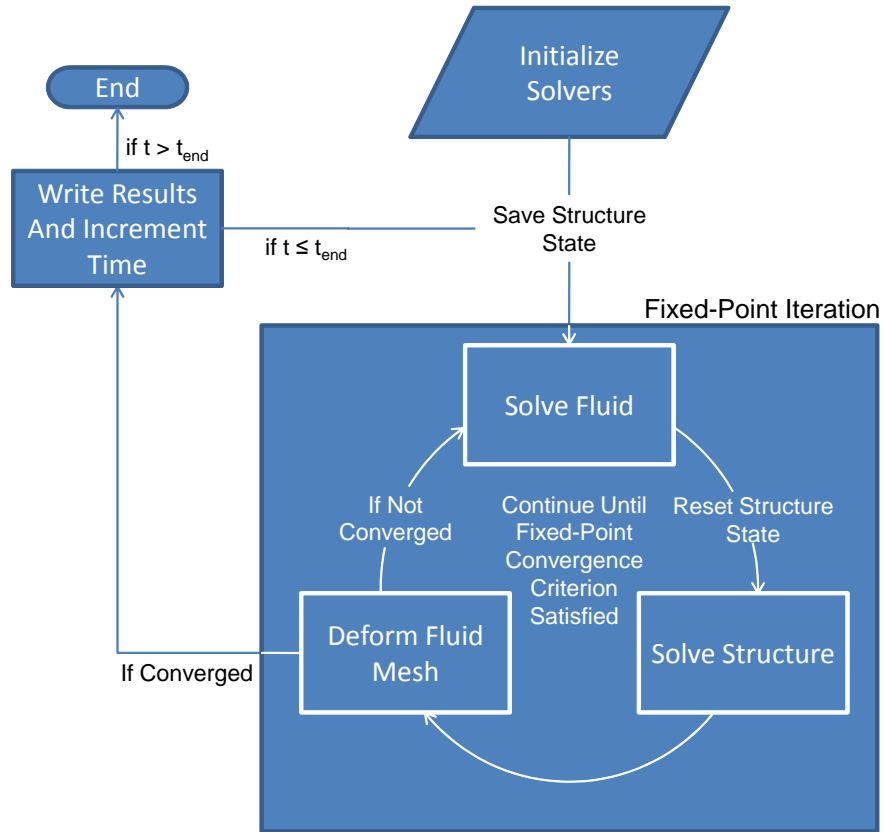 Initialize
Solvers
End
if t > t_end
Write Results
And Increment
Time
if t ≤ t_end
Save Structure
State
Fixed-Point Iteration
Solve Fluid
If Not
Converged
Continue Until
Fixed-Point
Convergence
Criterion
Satisfied
Reset Structure
State
Deform Fluid
Mesh
Solve Structure
If Converged